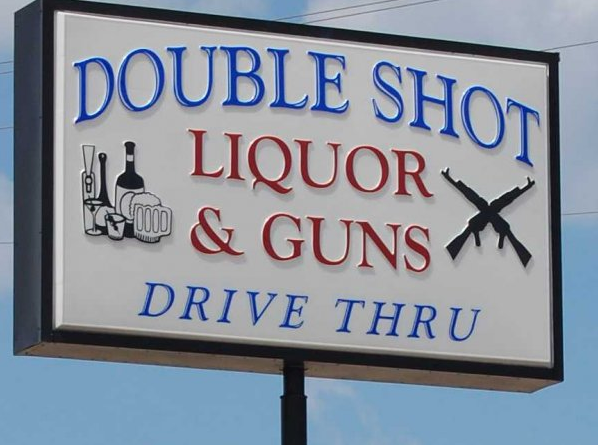 DOUBLE SHOT
LIQUOR
& GUNS
DRIVE THRU